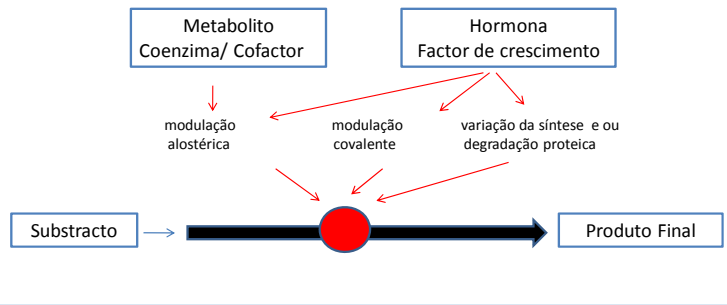 Metabolito
Coenzima/ Cofactor
Hormona
Factor de crescimento
modulação
alostérica
modulação
covalente
variação da síntese e ou
degradação proteica
Substracto
Produto Final